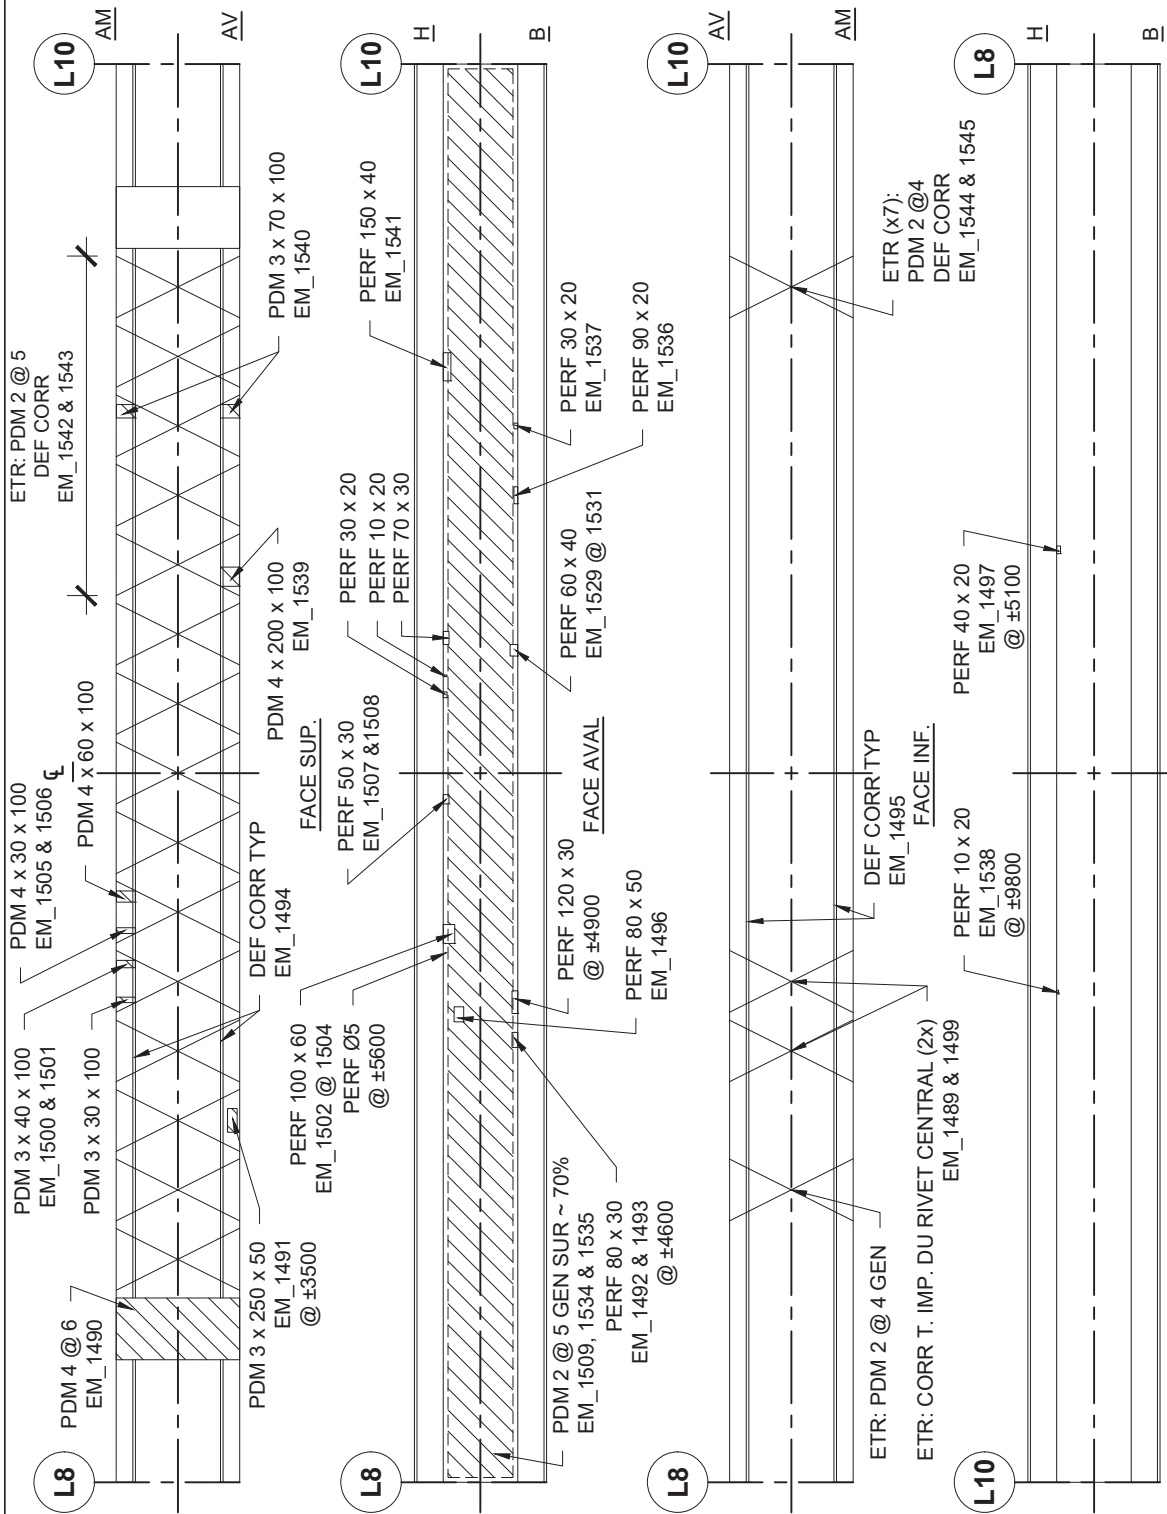 L8
L10
AM
AV
PDM 4 @ 6
EM_1490
PDM 3 x 40 x 100
EM_1500 & 1501
PDM 3 x 30 x 100
PDM 4 x 30 x 100
EM_1505 & 1506
PDM 4 x 60 x 100
℄
ETR: PDM 2 @ 5
DEF CORR
EM_1542 & 1543
PDM 3 x 250 x 50
EM_1491
@ ±3500
DEF CORR TYP
EM_1494
PDM 4 x 200 x 100
EM_1539
PDM 3 x 70 x 100
EM_1540
FACE SUP.
L8
L10
H
B
PERF 100 x 60
EM_1502 @ 1504
PERF Ø5
@ ±5600
PERF 50 x 30
EM_1507 &1508
PERF 30 x 20
PERF 10 x 20
PERF 70 x 30
PERF 150 x 40
EM_1541
PDM 2 @ 5 GEN SUR ~ 70%
EM_1509, 1534 & 1535
PERF 80 x 30
EM_1492 & 1493
@ ±4600
PERF 120 x 30
@ ±4900
PERF 80 x 50
EM_1496
PERF 60 x 40
EM_1529 @ 1531
PERF 30 x 20
EM_1537
PERF 90 x 20
EM_1536
FACE AVAL
L8
L10
AV
AM
ETR: PDM 2 @ 4 GEN
ETR: CORR T. IMP. DU RIVET CENTRAL (2x)
EM_1489 & 1499
DEF CORR TYP
EM_1495
ETR (x7):
PDM 2 @4
DEF CORR
EM_1544 & 1545
FACE INF.
L10
L8
H
B
PERF 10 x 20
EM_1538
@ ±9800
PERF 40 x 20
EM_1497
@ ±5100